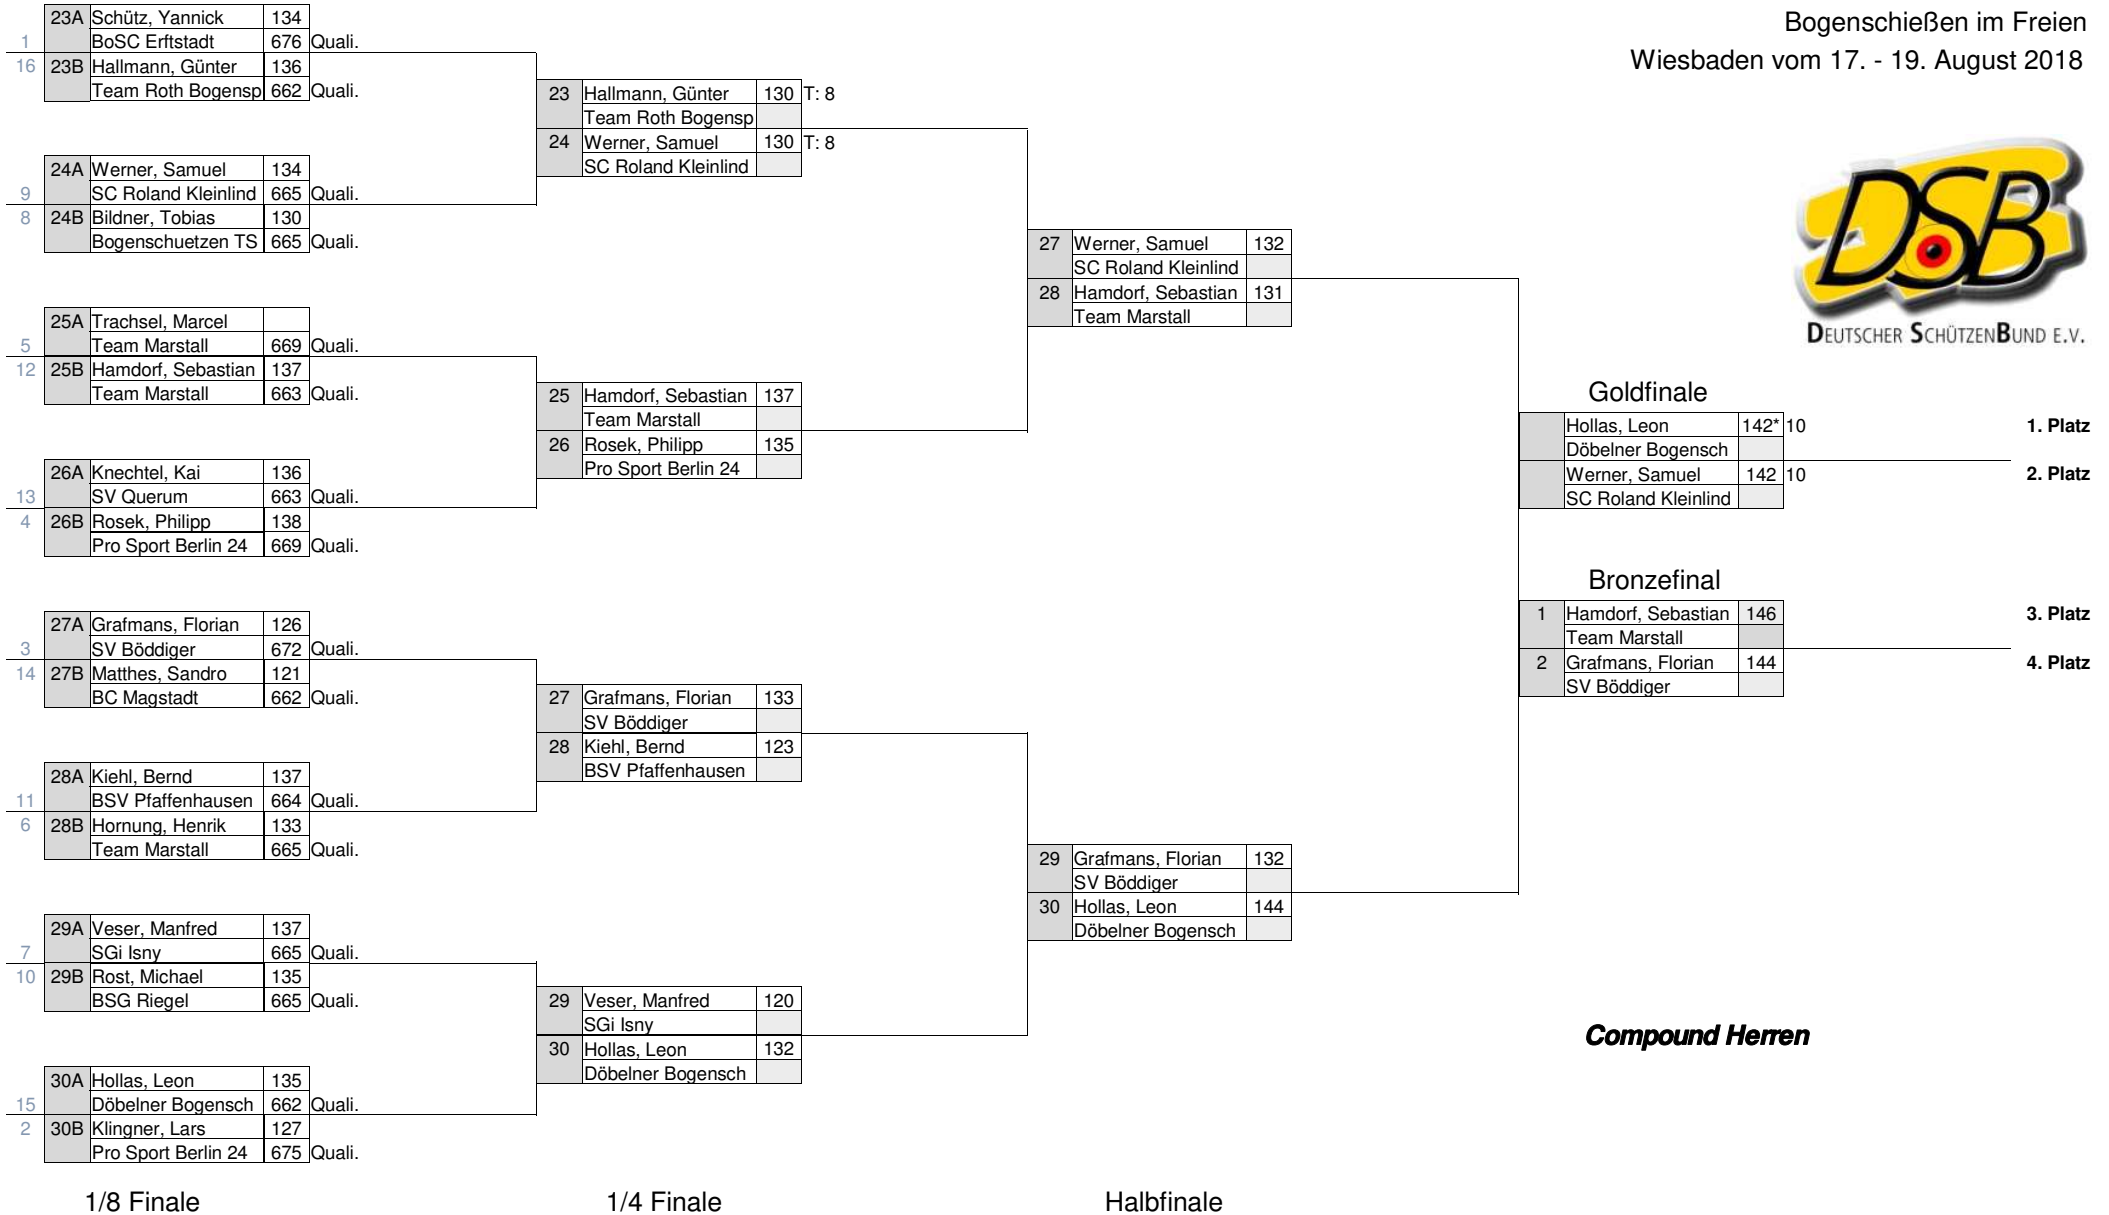 Bogenschießen im Freien
Wiesbaden vom 17. - 19. August 2018
DSB
DEUTSCHER SCHÜTZENBUND E.V.
23A Schütz, Yannick 134
1 BoSC Erftstadt 676 Quali.
16 23B Hallmann, Günter 136
Team Roth Bogensp 662 Quali.
24A Werner, Samuel 134
9 SC Roland Kleinlind 665 Quali.
8 24B Bildner, Tobias 130
Bogenschuetzen TS 665 Quali.
25A Trachsel, Marcel
5 Team Marstall 669 Quali.
12 25B Hamdorf, Sebastian 137
Team Marstall 663 Quali.
26A Knechtel, Kai 136
13 SV Querum 663 Quali.
4 26B Rosek, Philipp 138
Pro Sport Berlin 24 669 Quali.
27A Grafmans, Florian 126
3 SV Böddiger 672 Quali.
14 27B Matthes, Sandro 121
BC Magstadt 662 Quali.
28A Kiehl, Bernd 137
11 BSV Pfaffenhausen 664 Quali.
6 28B Hornung, Henrik 133
Team Marstall 665 Quali.
29A Veser, Manfred 137
7 SGi Isny 665 Quali.
10 29B Rost, Michael 135
BSG Riegel 665 Quali.
30A Hollas, Leon 135
15 Döbelner Bogensch 662 Quali.
2 30B Klingner, Lars 127
Pro Sport Berlin 24 675 Quali.
1/8 Finale
23 Hallmann, Günter 130 T: 8
Team Roth Bogensp
24 Werner, Samuel 130 T: 8
SC Roland Kleinlind
25 Hamdorf, Sebastian 137
Team Marstall
26 Rosek, Philipp 135
Pro Sport Berlin 24
27 Grafmans, Florian 133
SV Böddiger
28 Kiehl, Bernd 123
BSV Pfaffenhausen
29 Veser, Manfred 120
SGi Isny
30 Hollas, Leon 132
Döbelner Bogensch
1/4 Finale
27 Werner, Samuel 132
SC Roland Kleinlind
28 Hamdorf, Sebastian 131
Team Marstall
29 Grafmans, Florian 132
SV Böddiger
30 Hollas, Leon 144
Döbelner Bogensch
Halbfinale
Goldfinale
Hollas, Leon 142* 10 1. Platz
Döbelner Bogensch
Werner, Samuel 142 10 2. Platz
SC Roland Kleinlind
Bronzefinal
1 Hamdorf, Sebastian 146 3. Platz
Team Marstall
2 Grafmans, Florian 144 4. Platz
SV Böddiger
Compound Herren